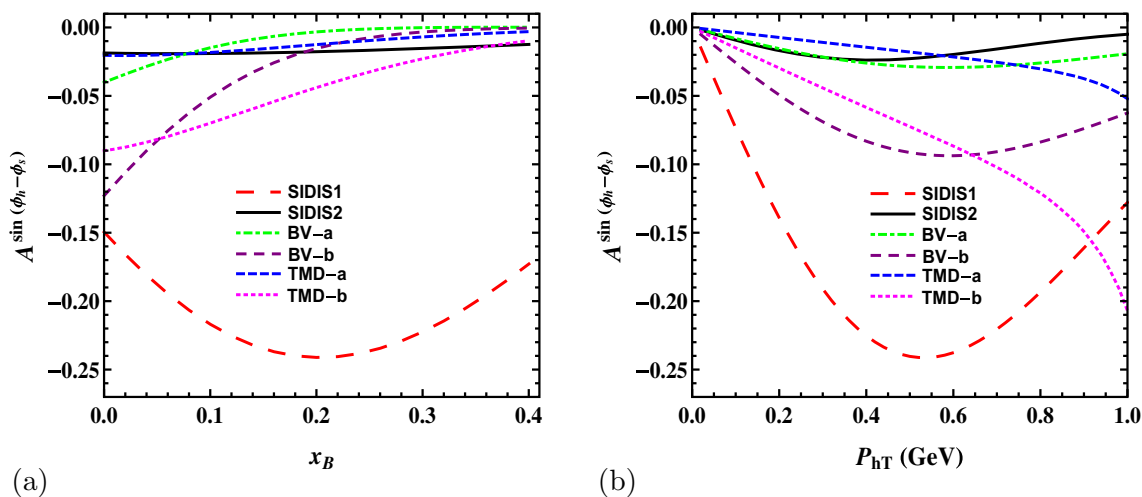 0.00
−0.05
−0.10
−0.15
−0.20
−0.25
A sin (ϕh−ϕs)
SIDIS1
SIDIS2
BV−a
BV−b
TMD−a
TMD−b
0.0 0.1 0.2 0.3 0.4
xB
(a)
0.00
−0.05
−0.10
−0.15
−0.20
−0.25
A sin (ϕh−ϕs)
SIDIS1
SIDIS2
BV−a
BV−b
TMD−a
TMD−b
0.0 0.2 0.4 0.6 0.8 1.0
PhT (GeV)
(b)